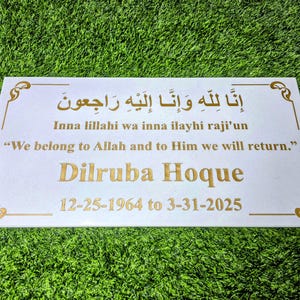 إِنَّا لِلَّٰهِ وَإِنَّا إِلَيْهِ رَاجِعونَ
Inna lillahi wa inna ilayhi raji'un
“We belong to Allah and to Him we will return.”
Dilruba Hoque
12-25-1964 to 3-31-2025